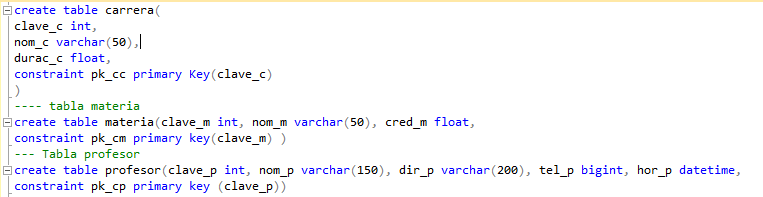 create table carrera(
clave_c int,
nom_c varchar(50),
durac_c float,
constraint pk_cc primary Key(clave_c)
)
---- tabla materia
create table materia(clave_m int, nom_m varchar(50), cred_m float,
constraint pk_cm primary key(clave_m) )
--- Tabla profesor
create table profesor(clave_p int, nom_p varchar(150), dir_p varchar(200), tel_p bigint, hor_p datetime,
constraint pk_cp primary key (clave_p))